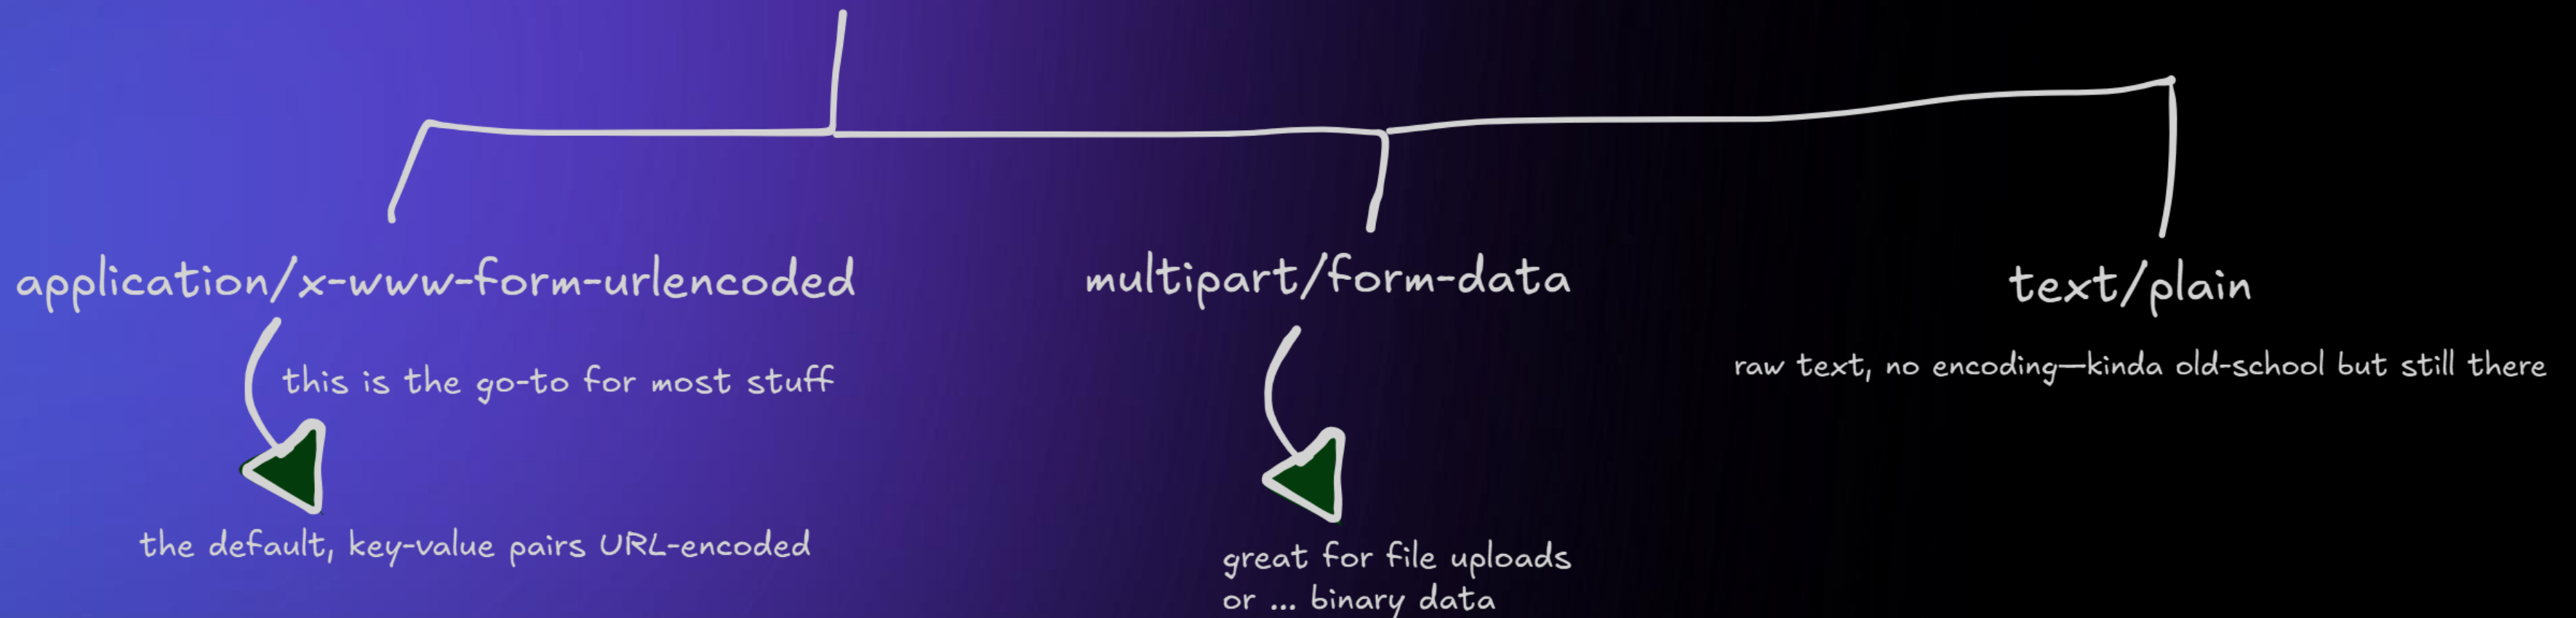 application/x-www-form-urlencoded
multipart/form-data
text/plain
this is the go-to for most stuff
raw text, no encoding—kinda old-school but still there
the default, key-value pairs URL-encoded
great for file uploads
or ... binary data